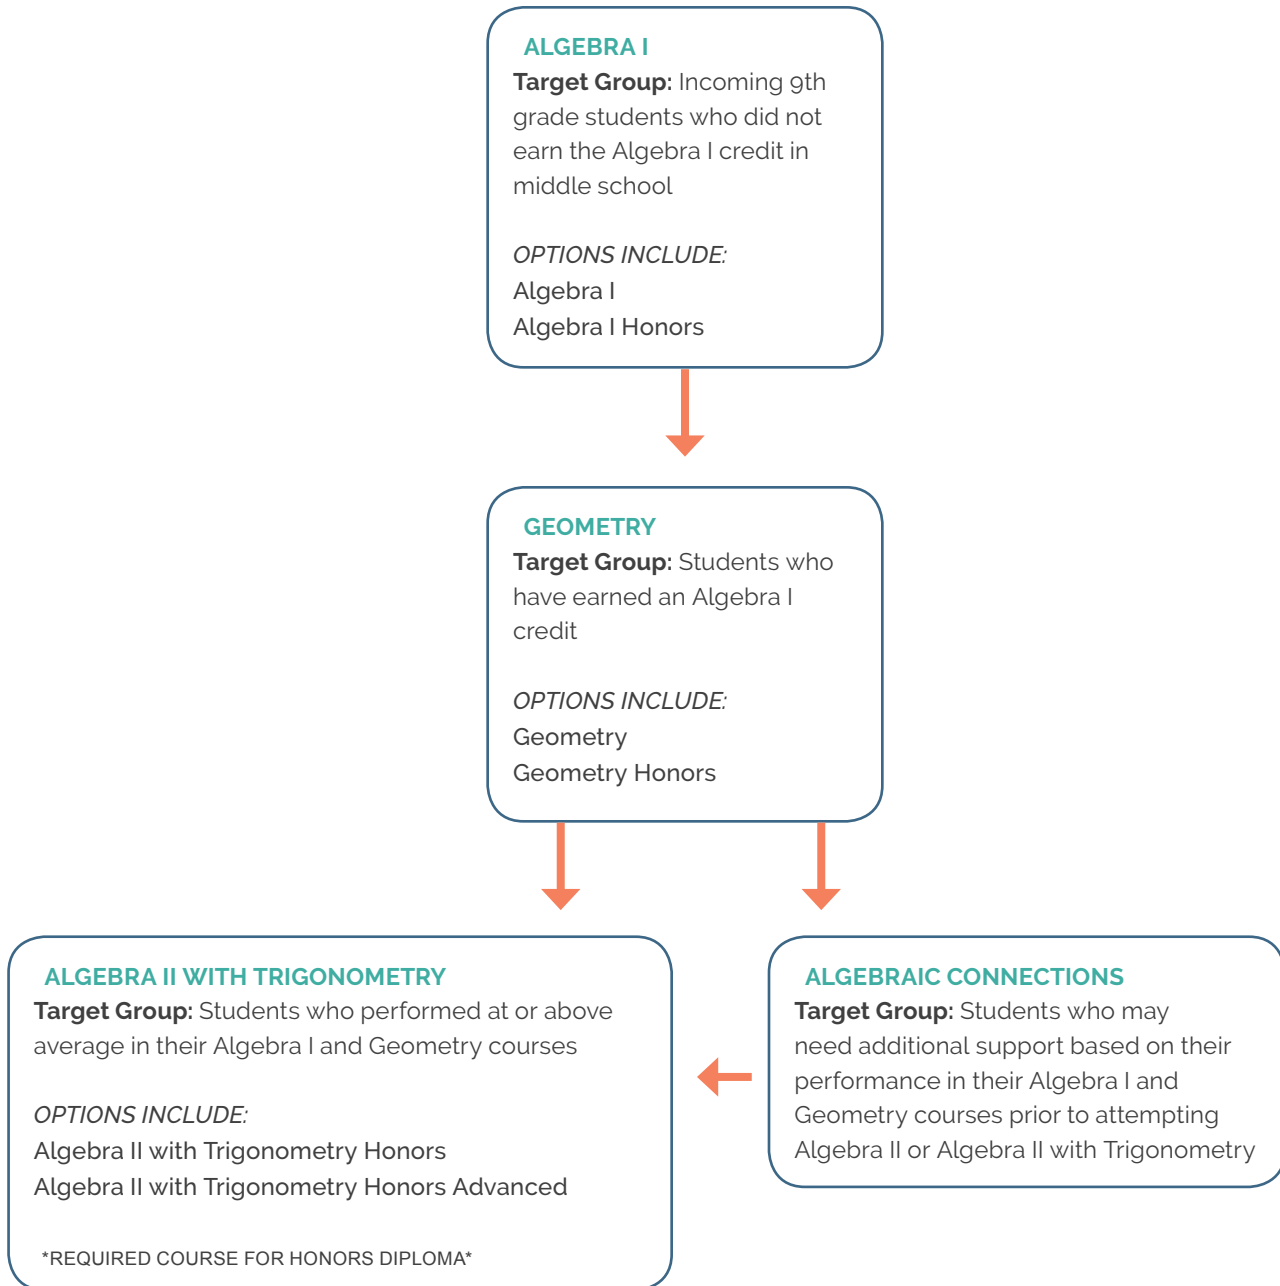 ALGEBRA I
Target Group: Incoming 9th
grade students who did not
earn the Algebra I credit in
middle school
OPTIONS INCLUDE:
Algebra I
Algebra I Honors
GEOMETRY
Target Group: Students who
have earned an Algebra I
credit
OPTIONS INCLUDE:
Geometry
Geometry Honors
ALGEBRA II WITH TRIGONOMETRY
Target Group: Students who performed at or above
average in their Algebra I and Geometry courses
OPTIONS INCLUDE:
Algebra II with Trigonometry Honors
Algebra II with Trigonometry Honors Advanced
*REQUIRED COURSE FOR HONORS DIPLOMA*
ALGEBRAIC CONNECTIONS
Target Group: Students who may
need additional support based on their
performance in their Algebra I and
Geometry courses prior to attempting
Algebra II or Algebra II with Trigonometry